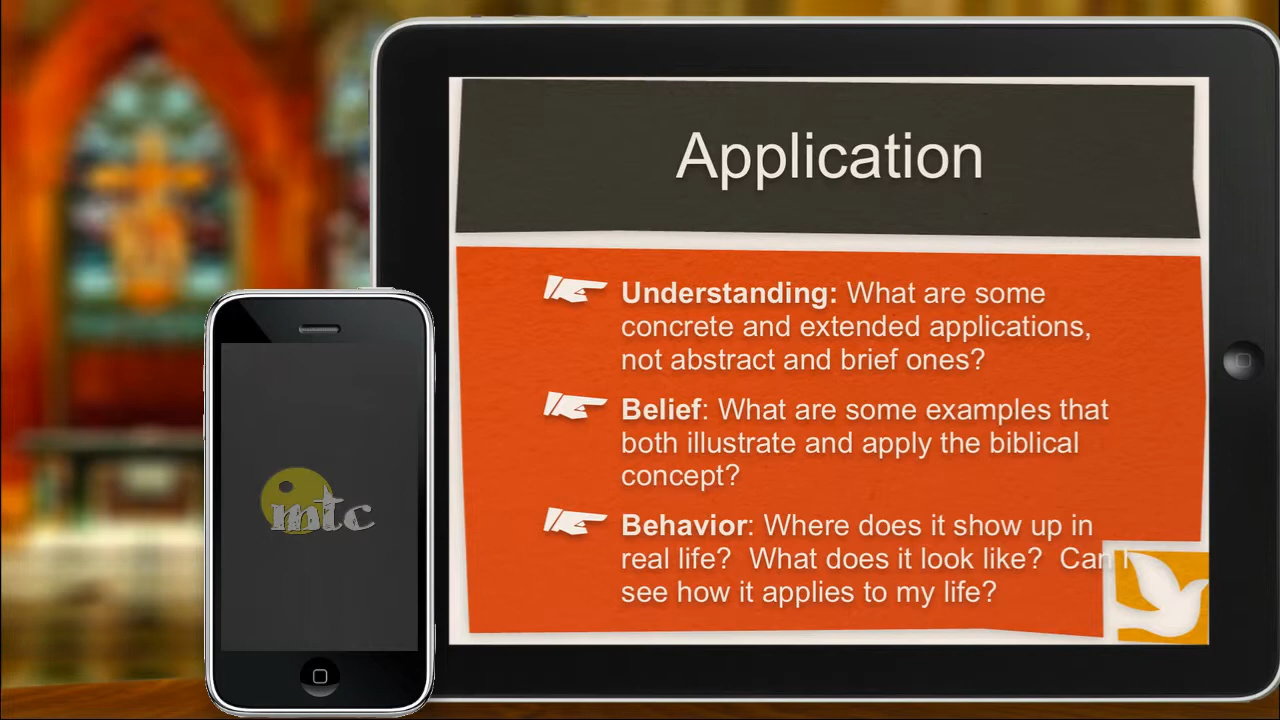 Application
Understanding: What are some
concrete and extended applications,
not abstract and brief ones?
Belief: What are some examples that
both illustrate and apply the biblical
concept?
Behavior: Where does it show up in
real life?  What does it look like?  Can I
see how it applies to my life?
mtc